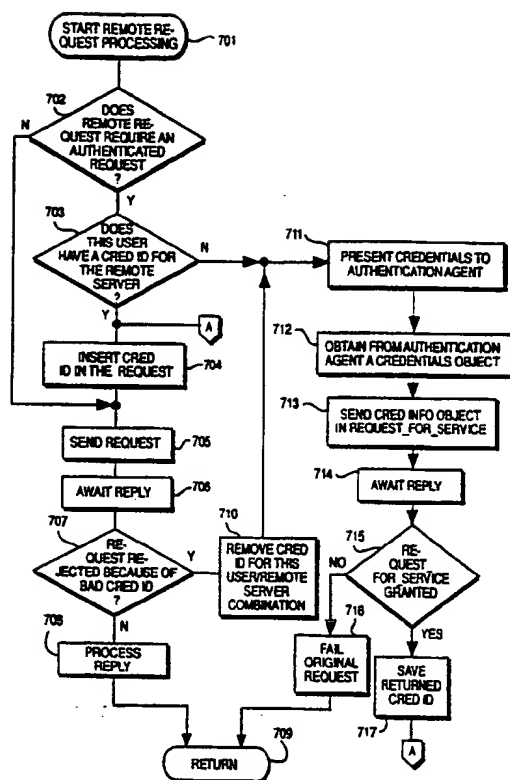 START REMOTE RE-
QUEST PROCESSING
701
702
DOES
REMOTE RE-
QUEST REQUIRE AN
AUTHENTICATED
REQUEST
?
N
Y
703
DOES
THIS USER
HAVE A CRED ID FOR
THE REMOTE
SERVER
?
N
Y
A
INSERT CRED
ID IN THE REQUEST
704
SEND REQUEST
705
AWAIT REPLY
706
707
RE-
QUEST REJECTED
BECAUSE OF
BAD CRED ID
?
Y
N
708
PROCESS
REPLY
RETURN
709
710
REMOVE CRED
ID FOR THIS
USER/REMOTE
SERVER
COMBINATION
711
PRESENT CREDENTIALS TO
AUTHENTICATION AGENT
712
OBTAIN FROM AUTHENTICATION
AGENT A CREDENTIALS OBJECT
713
SEND CRED INFO OBJECT
IN REQUEST_FOR_SERVICE
714
AWAIT REPLY
715
RE-
QUEST
FOR_SERVICE
GRANTED
NO
YES
716
FAIL
ORIGINAL
REQUEST
SAVE
RETURNED
CRED ID
717
A